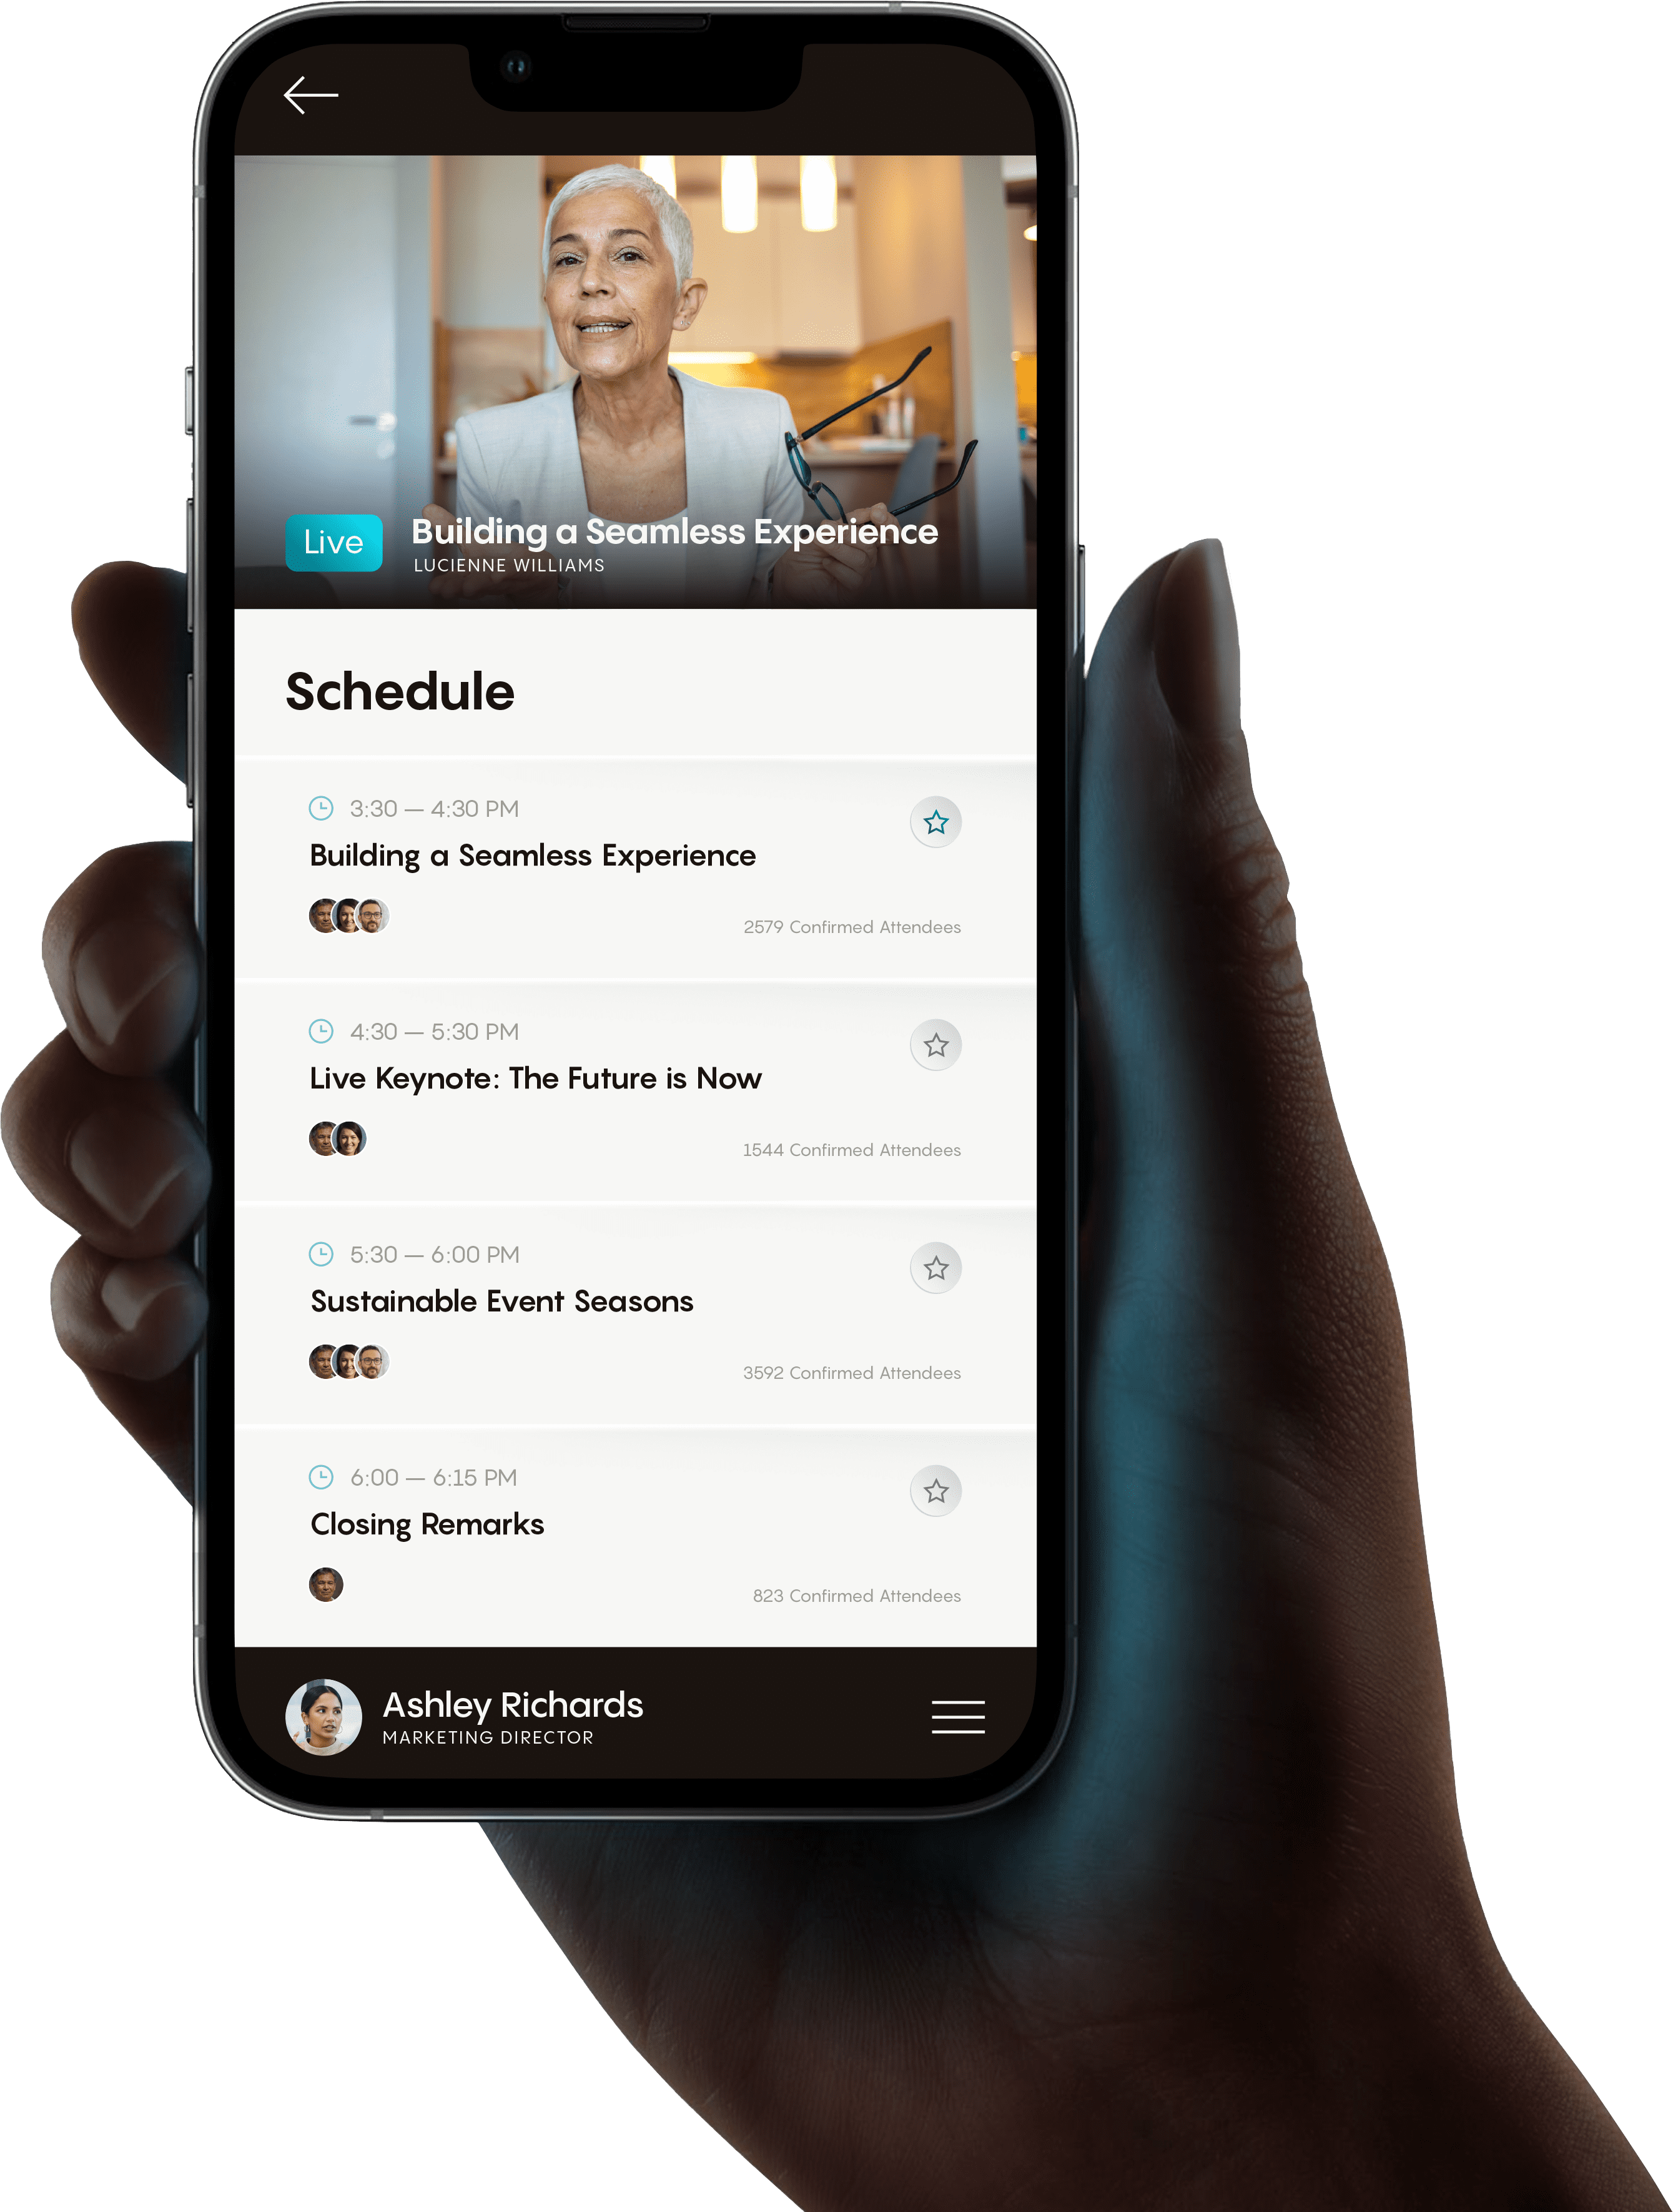 Live
Building a Seamless Experience
LUCIENNE WILLIAMS
Schedule
3:30 — 4:30 PM
Building a Seamless Experience
2579 Confirmed Attendees
4:30 — 5:30 PM
Live Keynote: The Future is Now
1544 Confirmed Attendees
5:30 — 6:00 PM
Sustainable Event Seasons
3592 Confirmed Attendees
6:00 — 6:15 PM
Closing Remarks
823 Confirmed Attendees
Ashley Richards
MARKETING DIRECTOR